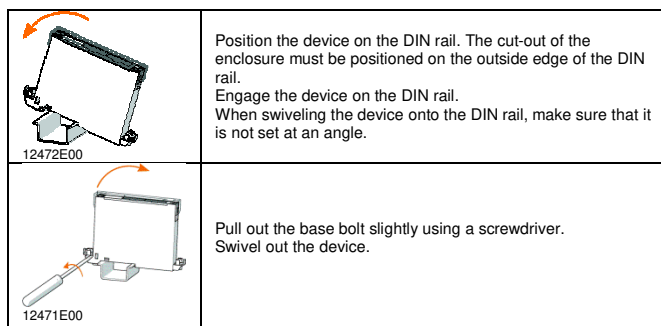 Position the device on the DIN rail. The cut-out of the
enclosure must be positioned on the outside edge of the DIN
rail.
Engage the device on the DIN rail.
When swiveling the device onto the DIN rail, make sure that it
is not set at an angle.
12472E00
Pull out the base bolt slightly using a screwdriver.
Swivel out the device.
12471E00